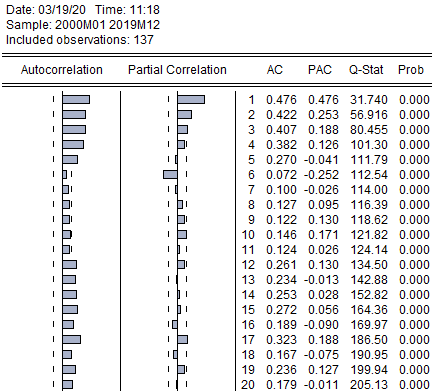 Date: 03/19/20 Time: 11:18
Sample: 2000M01 2019M12
Included observations: 137
Autocorrelation Partial Correlation AC PAC Q-Stat Prob
1 0.476 0.476 31.740 0.000
2 0.422 0.253 56.916 0.000
3 0.407 0.188 80.455 0.000
4 0.382 0.126 101.30 0.000
5 0.270 -0.041 111.79 0.000
6 0.072 -0.252 112.54 0.000
7 0.100 -0.026 114.00 0.000
8 0.127 0.095 116.39 0.000
9 0.122 0.130 118.62 0.000
10 0.146 0.171 121.82 0.000
11 0.124 0.026 124.14 0.000
12 0.261 0.130 134.50 0.000
13 0.234 -0.013 142.88 0.000
14 0.253 0.028 152.82 0.000
15 0.272 0.056 164.36 0.000
16 0.189 -0.090 169.97 0.000
17 0.323 0.188 186.50 0.000
18 0.167 -0.075 190.95 0.000
19 0.236 0.127 199.94 0.000
20 0.179 -0.011 205.13 0.000